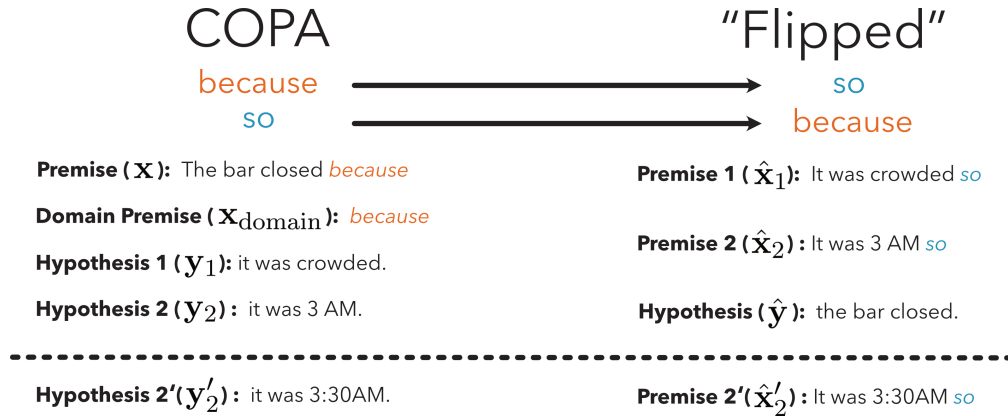 COPA
"Flipped"
because
so
so
because
Premise (x): The bar closed because
Domain Premise (x_domain): because
Hypothesis 1 (y₁): it was crowded.
Hypothesis 2 (y₂) : it was 3 AM.
Premise 1 (x̂₁): It was crowded so
Premise 2 (x̂₂) : It was 3 AM so
Hypothesis (ŷ ): the bar closed.
Hypothesis 2'(y′₂) : it was 3:30AM.
Premise 2'(x̂′₂): It was 3:30AM so